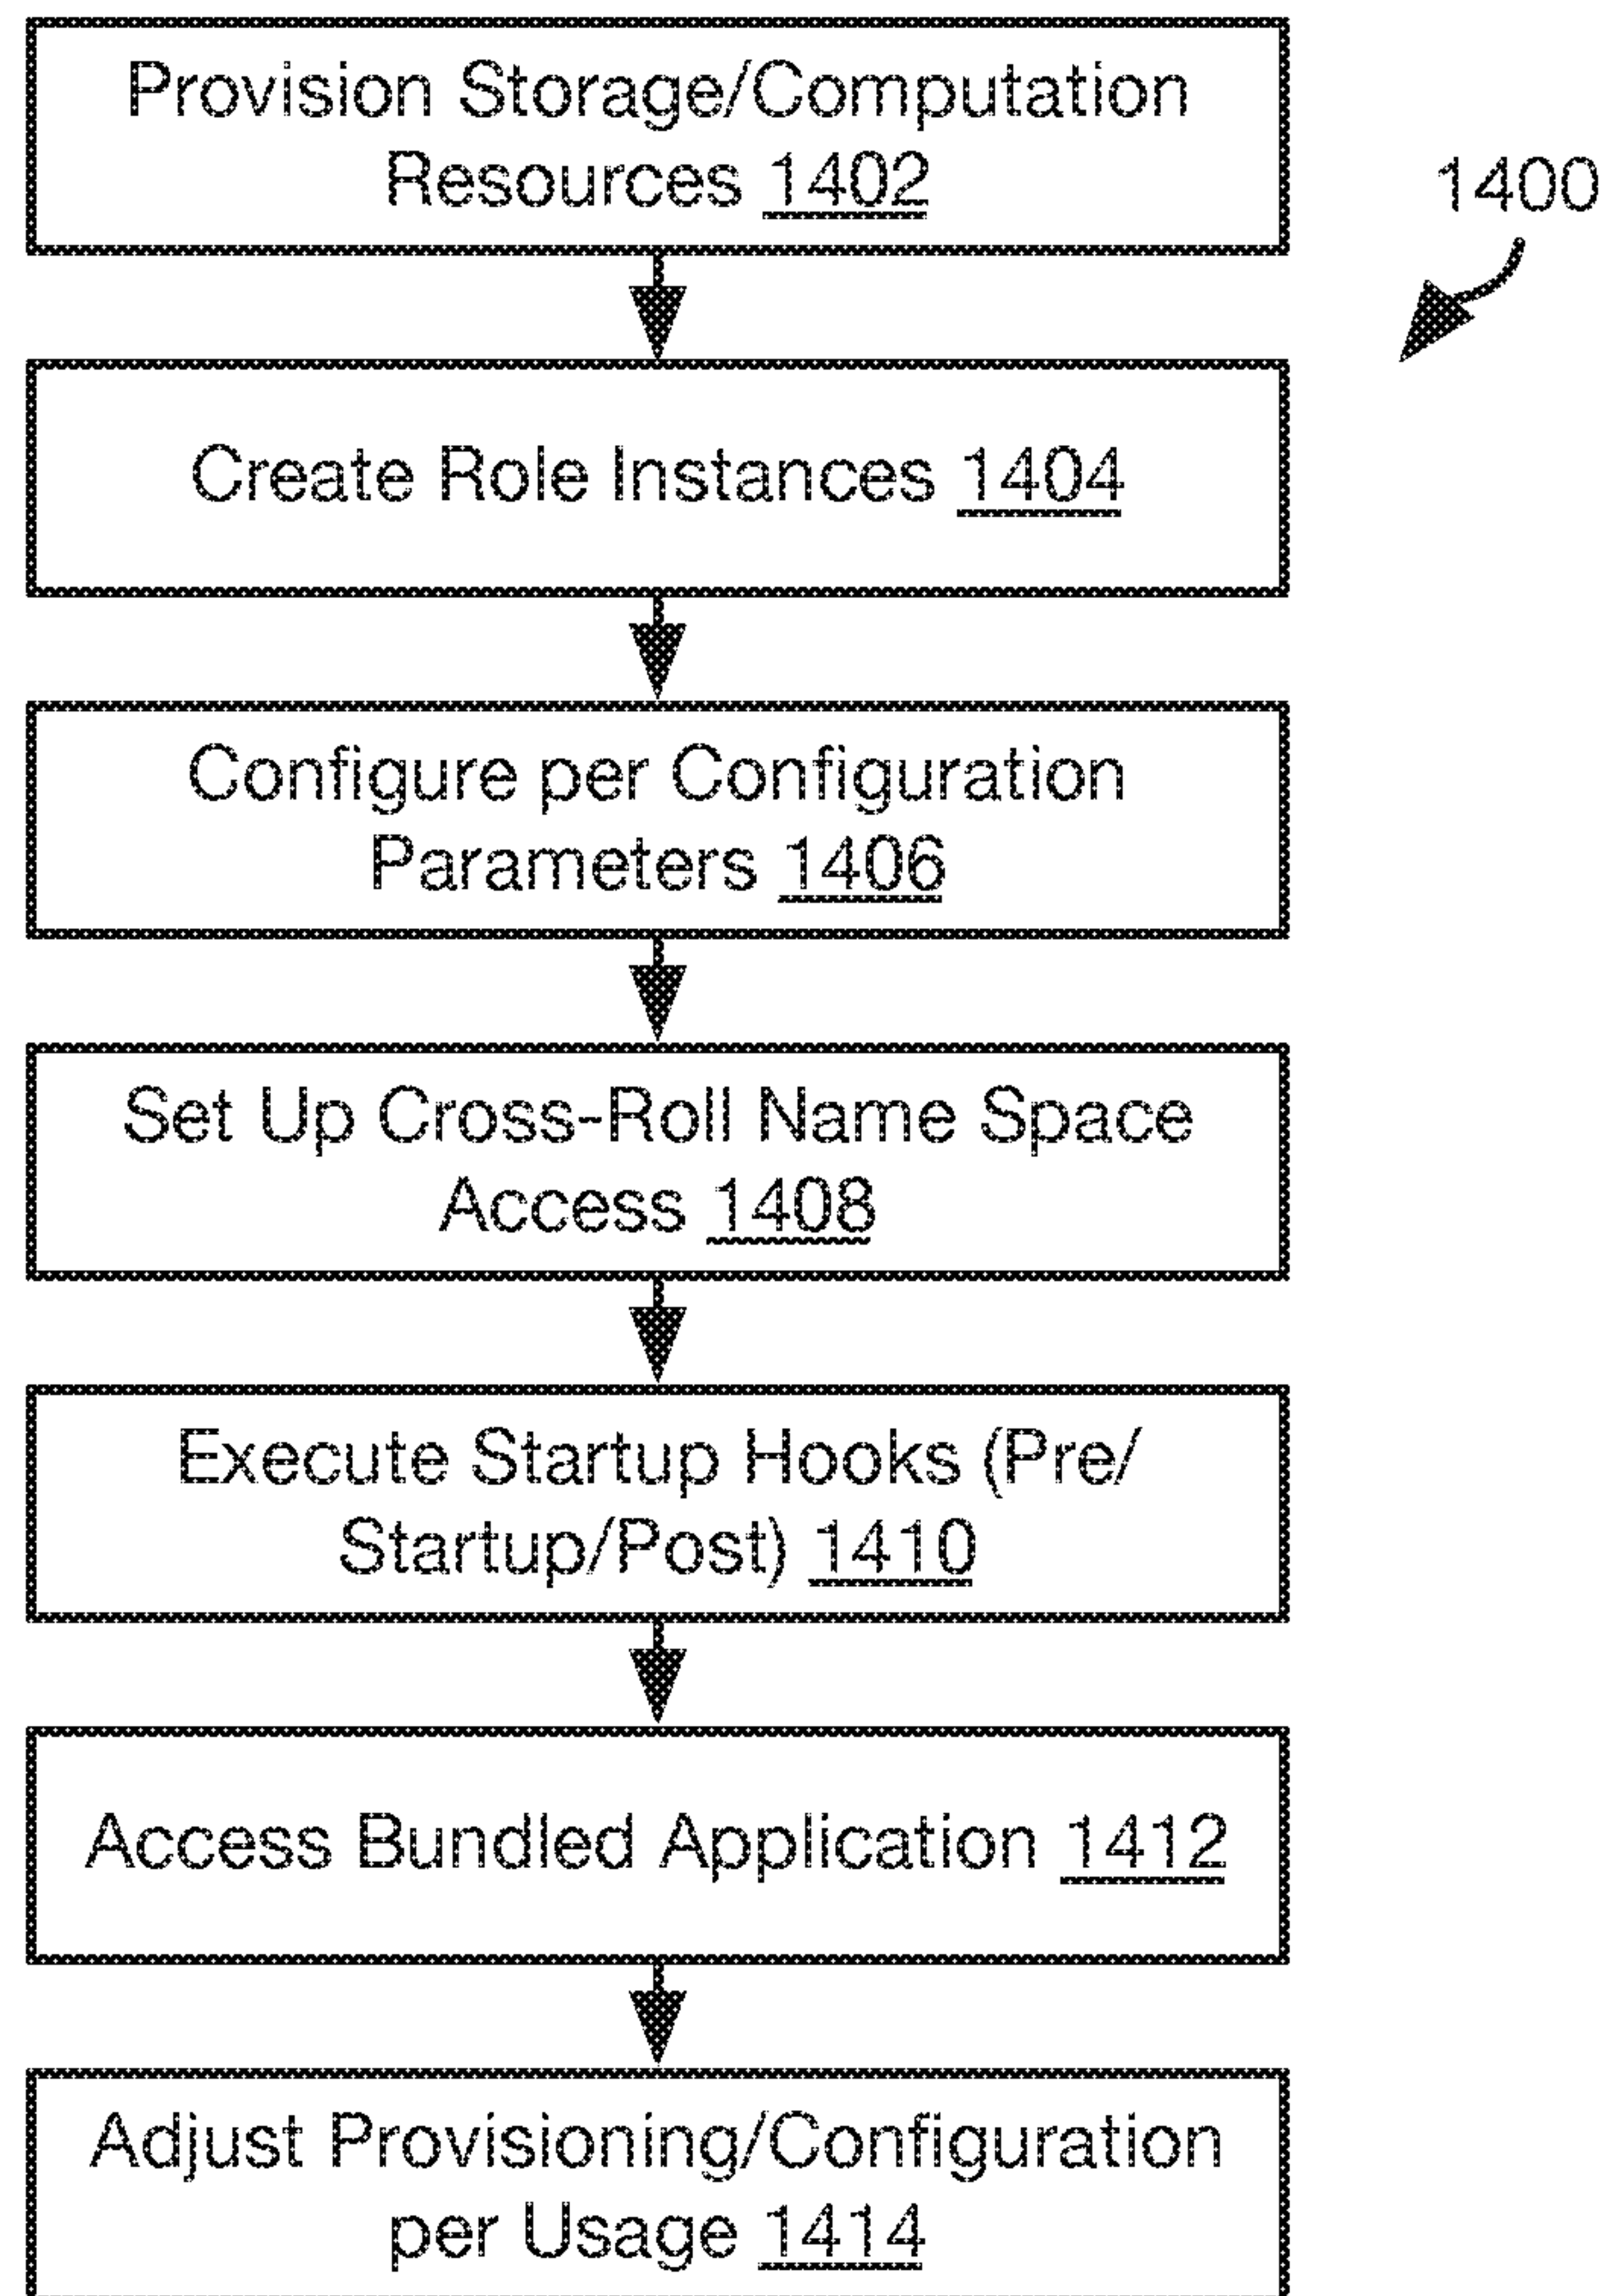 Provision Storage/Computation
Resources 1402
1400
Create Role Instances 1404
Configure per Configuration
Parameters 1406
Set Up Cross-Roll Name Space
Access 1408
Execute Startup Hooks (Pre/
Startup/Post) 1410
Access Bundled Application 1412
Adjust Provisioning/Configuration
per Usage 1414